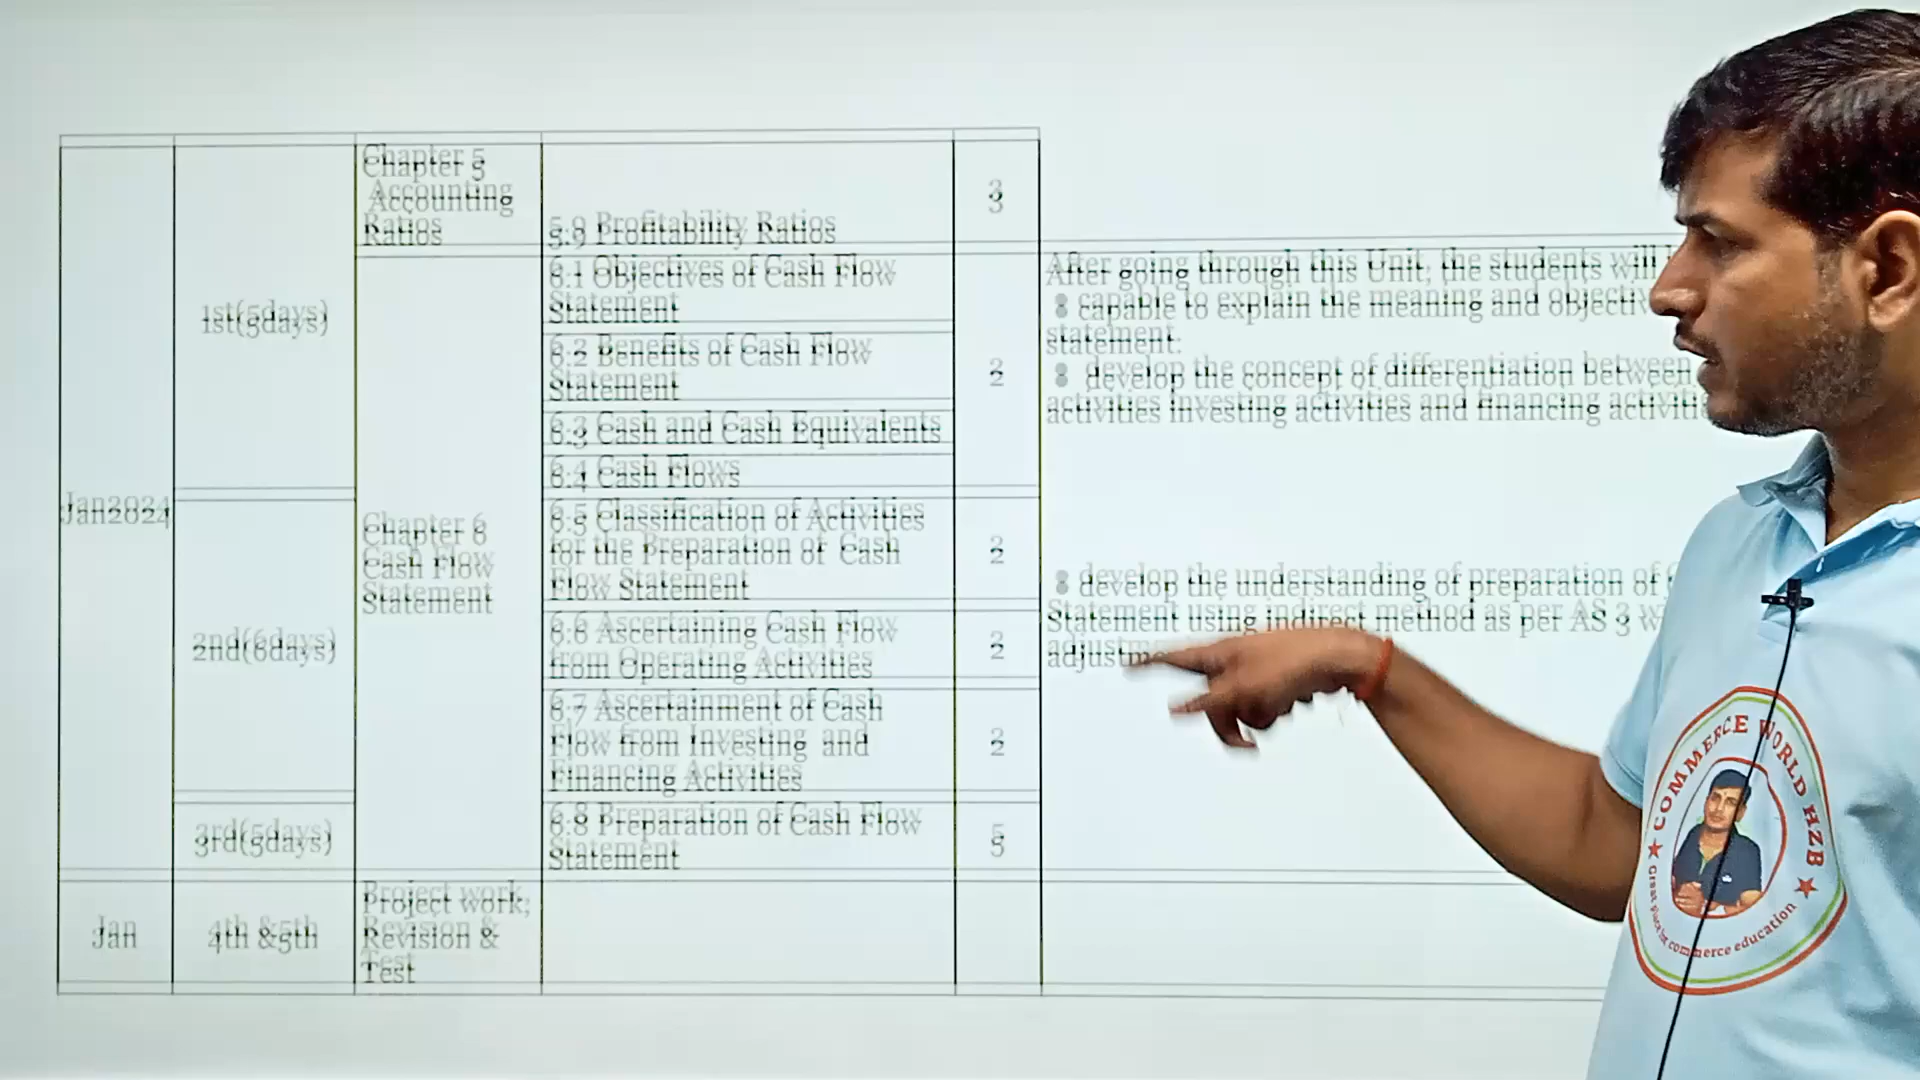 Chapter 5
Accounting
Ratios
5.9 Profitability Ratios
3
1st(5days)
6.1 Objectives of Cash Flow
Statement
6.2 Benefits of Cash Flow
Statement
6.3 Cash and Cash Equivalents
6.4 Cash Flows
2
After going through this Unit, the students will
• capable to explain the meaning and objectiv
statement.
• develop the concept of differentiation between
activities investing activities and financing activiti
Jan2024
2nd(6days)
Chapter 6
Cash Flow
Statement
6.5 Classification of Activities
for the Preparation of Cash
Flow Statement
2
6.6 Ascertaining Cash Flow
from Operating Activities
2
6.7 Ascertainment of Cash
Flow from Investing and
Financing Activities
2
• develop the understanding of preparation of
Statement using indirect method as per AS 3 w
adjustme
3rd(5days)
6.8 Preparation of Cash Flow
Statement
5
Jan
4th &5th
Project work,
Revision &
Test
COMMERCE WORLD HZB
Great place for commerce education